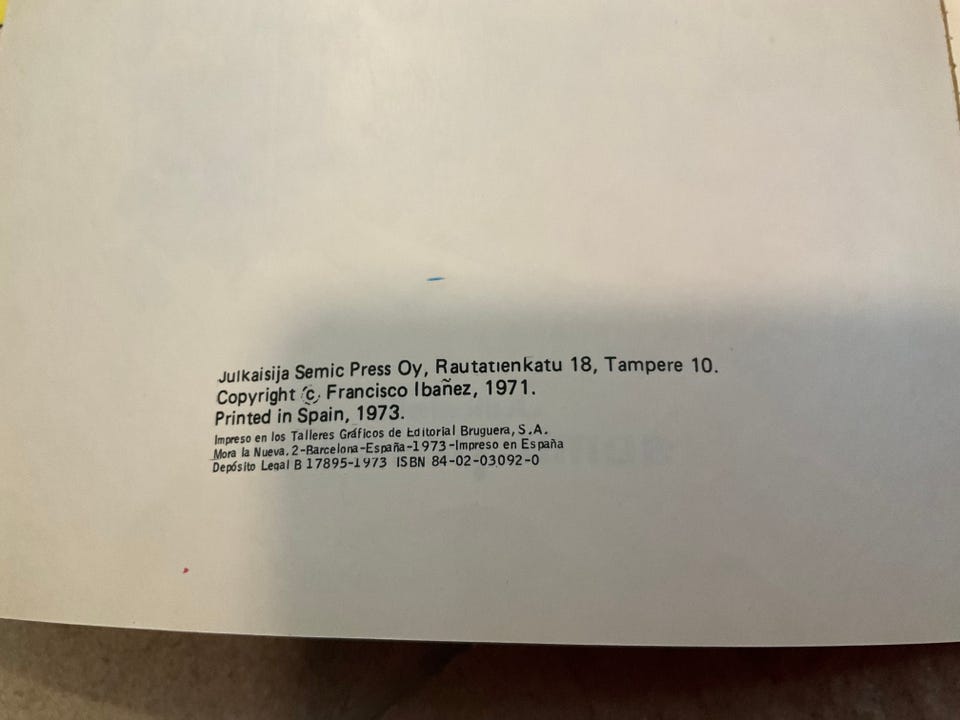 Julkaisija Semic Press Oy, Rautatienkatu 18, Tampere 10.
Copyright © Francisco Ibañez, 1971.
Printed in Spain, 1973.
Impreso en los Talleres Gráficos de Editorial Bruguera, S.A.
Mora la Nueva. 2-Barcelona-España-1973-Impreso en España
Depósito Legal B 17895-1973 ISBN 84-02-03092-0